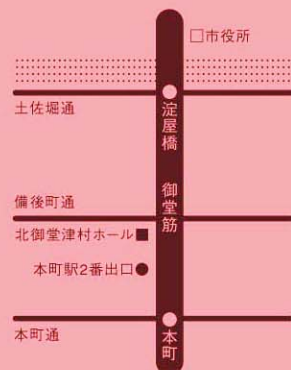 □市役所
土佐堀通
淀屋橋
御堂筋
備後町通
北御堂津村ホール■
本町駅2番出口●
本町通
本町